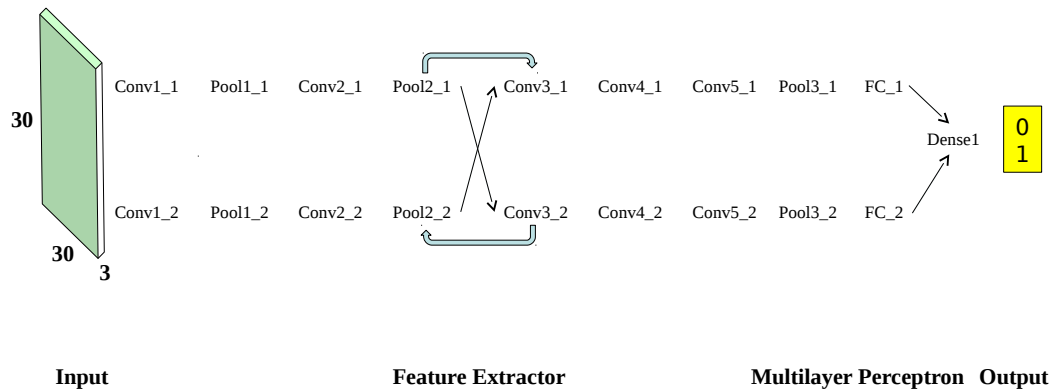 Conv1_1 Pool1_1 Conv2_1 Pool2_1 Conv3_1 Conv4_1 Conv5_1 Pool3_1 FC_1
30
0
Dense1
1
Conv1_2 Pool1_2 Conv2_2 Pool2_2 Conv3_2 Conv4_2 Conv5_2 Pool3_2 FC_2
30
3
Input Feature Extractor Multilayer Perceptron Output